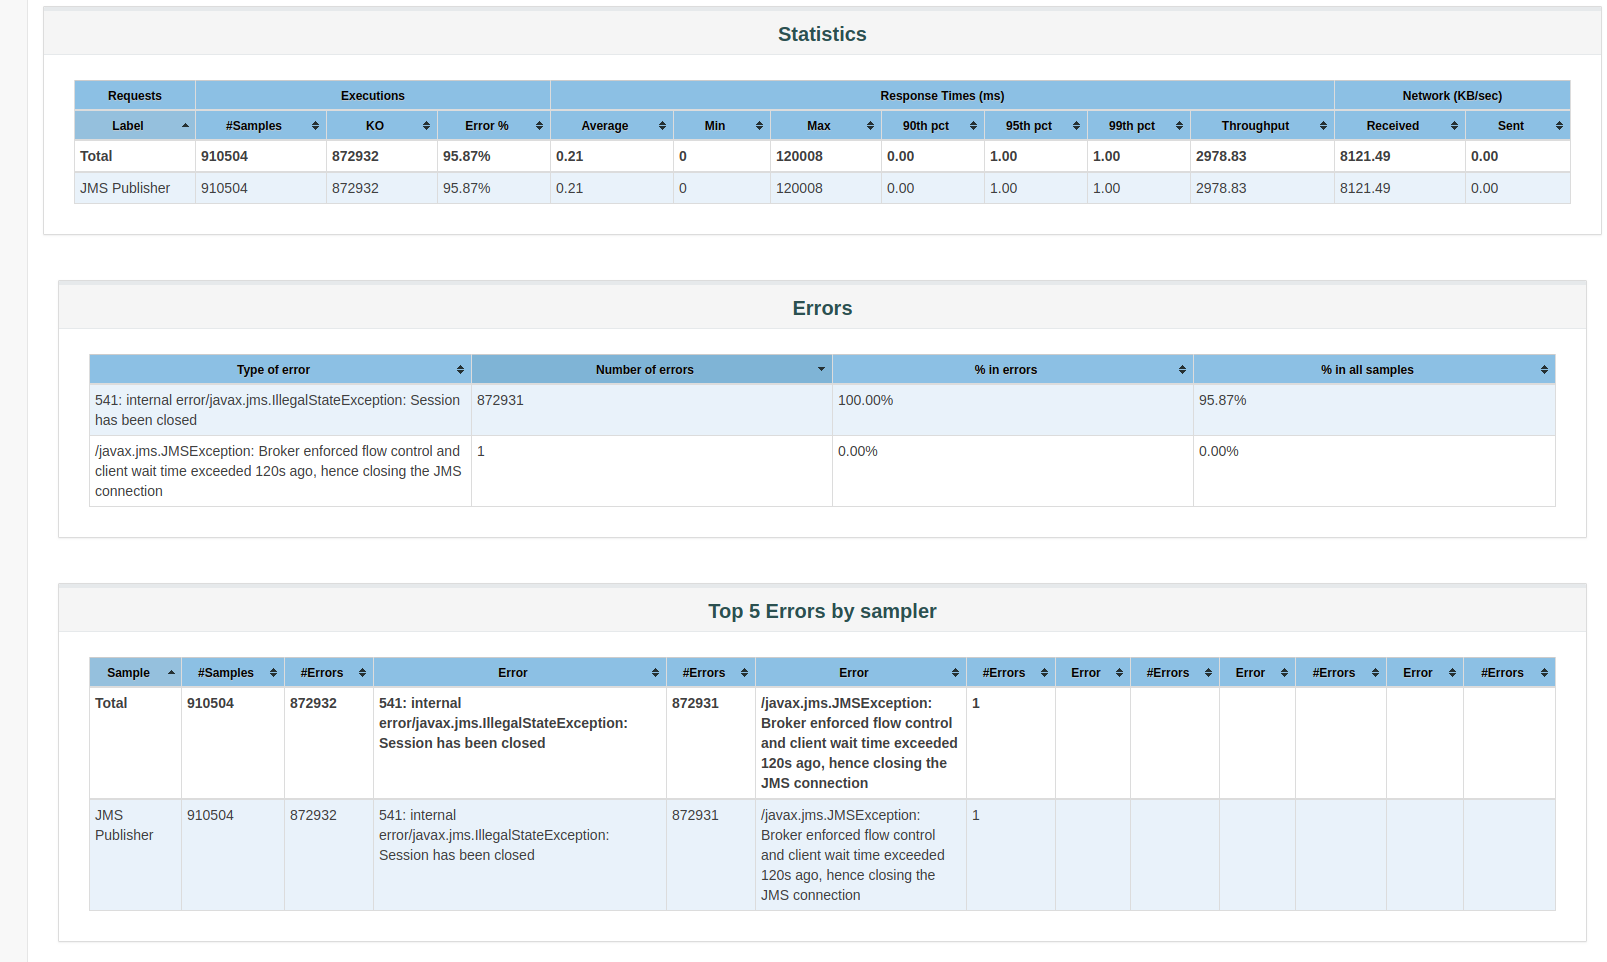 Statistics
Requests Executions Response Times (ms) Network (KB/sec)
Label #Samples KO Error % Average Min Max 90th pct 95th pct 99th pct Throughput Received Sent
Total 910504 872932 95.87% 0.21 0 120008 0.00 1.00 1.00 2978.83 8121.49 0.00
JMS Publisher 910504 872932 95.87% 0.21 0 120008 0.00 1.00 1.00 2978.83 8121.49 0.00
Errors
Type of error Number of errors % in errors % in all samples
541: internal error/javax.jms.IllegalStateException: Session 872931 100.00% 95.87%
has been closed
/javax.jms.JMSException: Broker enforced flow control and 1 0.00% 0.00%
client wait time exceeded 120s ago, hence closing the JMS
connection
Top 5 Errors by sampler
Sample #Samples #Errors Error #Errors Error #Errors Error #Errors Error #Errors Error #Errors
Total 910504 872932 541: internal 872931 /javax.jms.JMSException: 1
error/javax.jms.IllegalStateException: Broker enforced flow control
Session has been closed and client wait time exceeded
120s ago, hence closing the
JMS connection
JMS 910504 872932 541: internal 872931 /javax.jms.JMSException: 1
Publisher error/javax.jms.IllegalStateException: Broker enforced flow control
Session has been closed and client wait time exceeded
120s ago, hence closing the
JMS connection